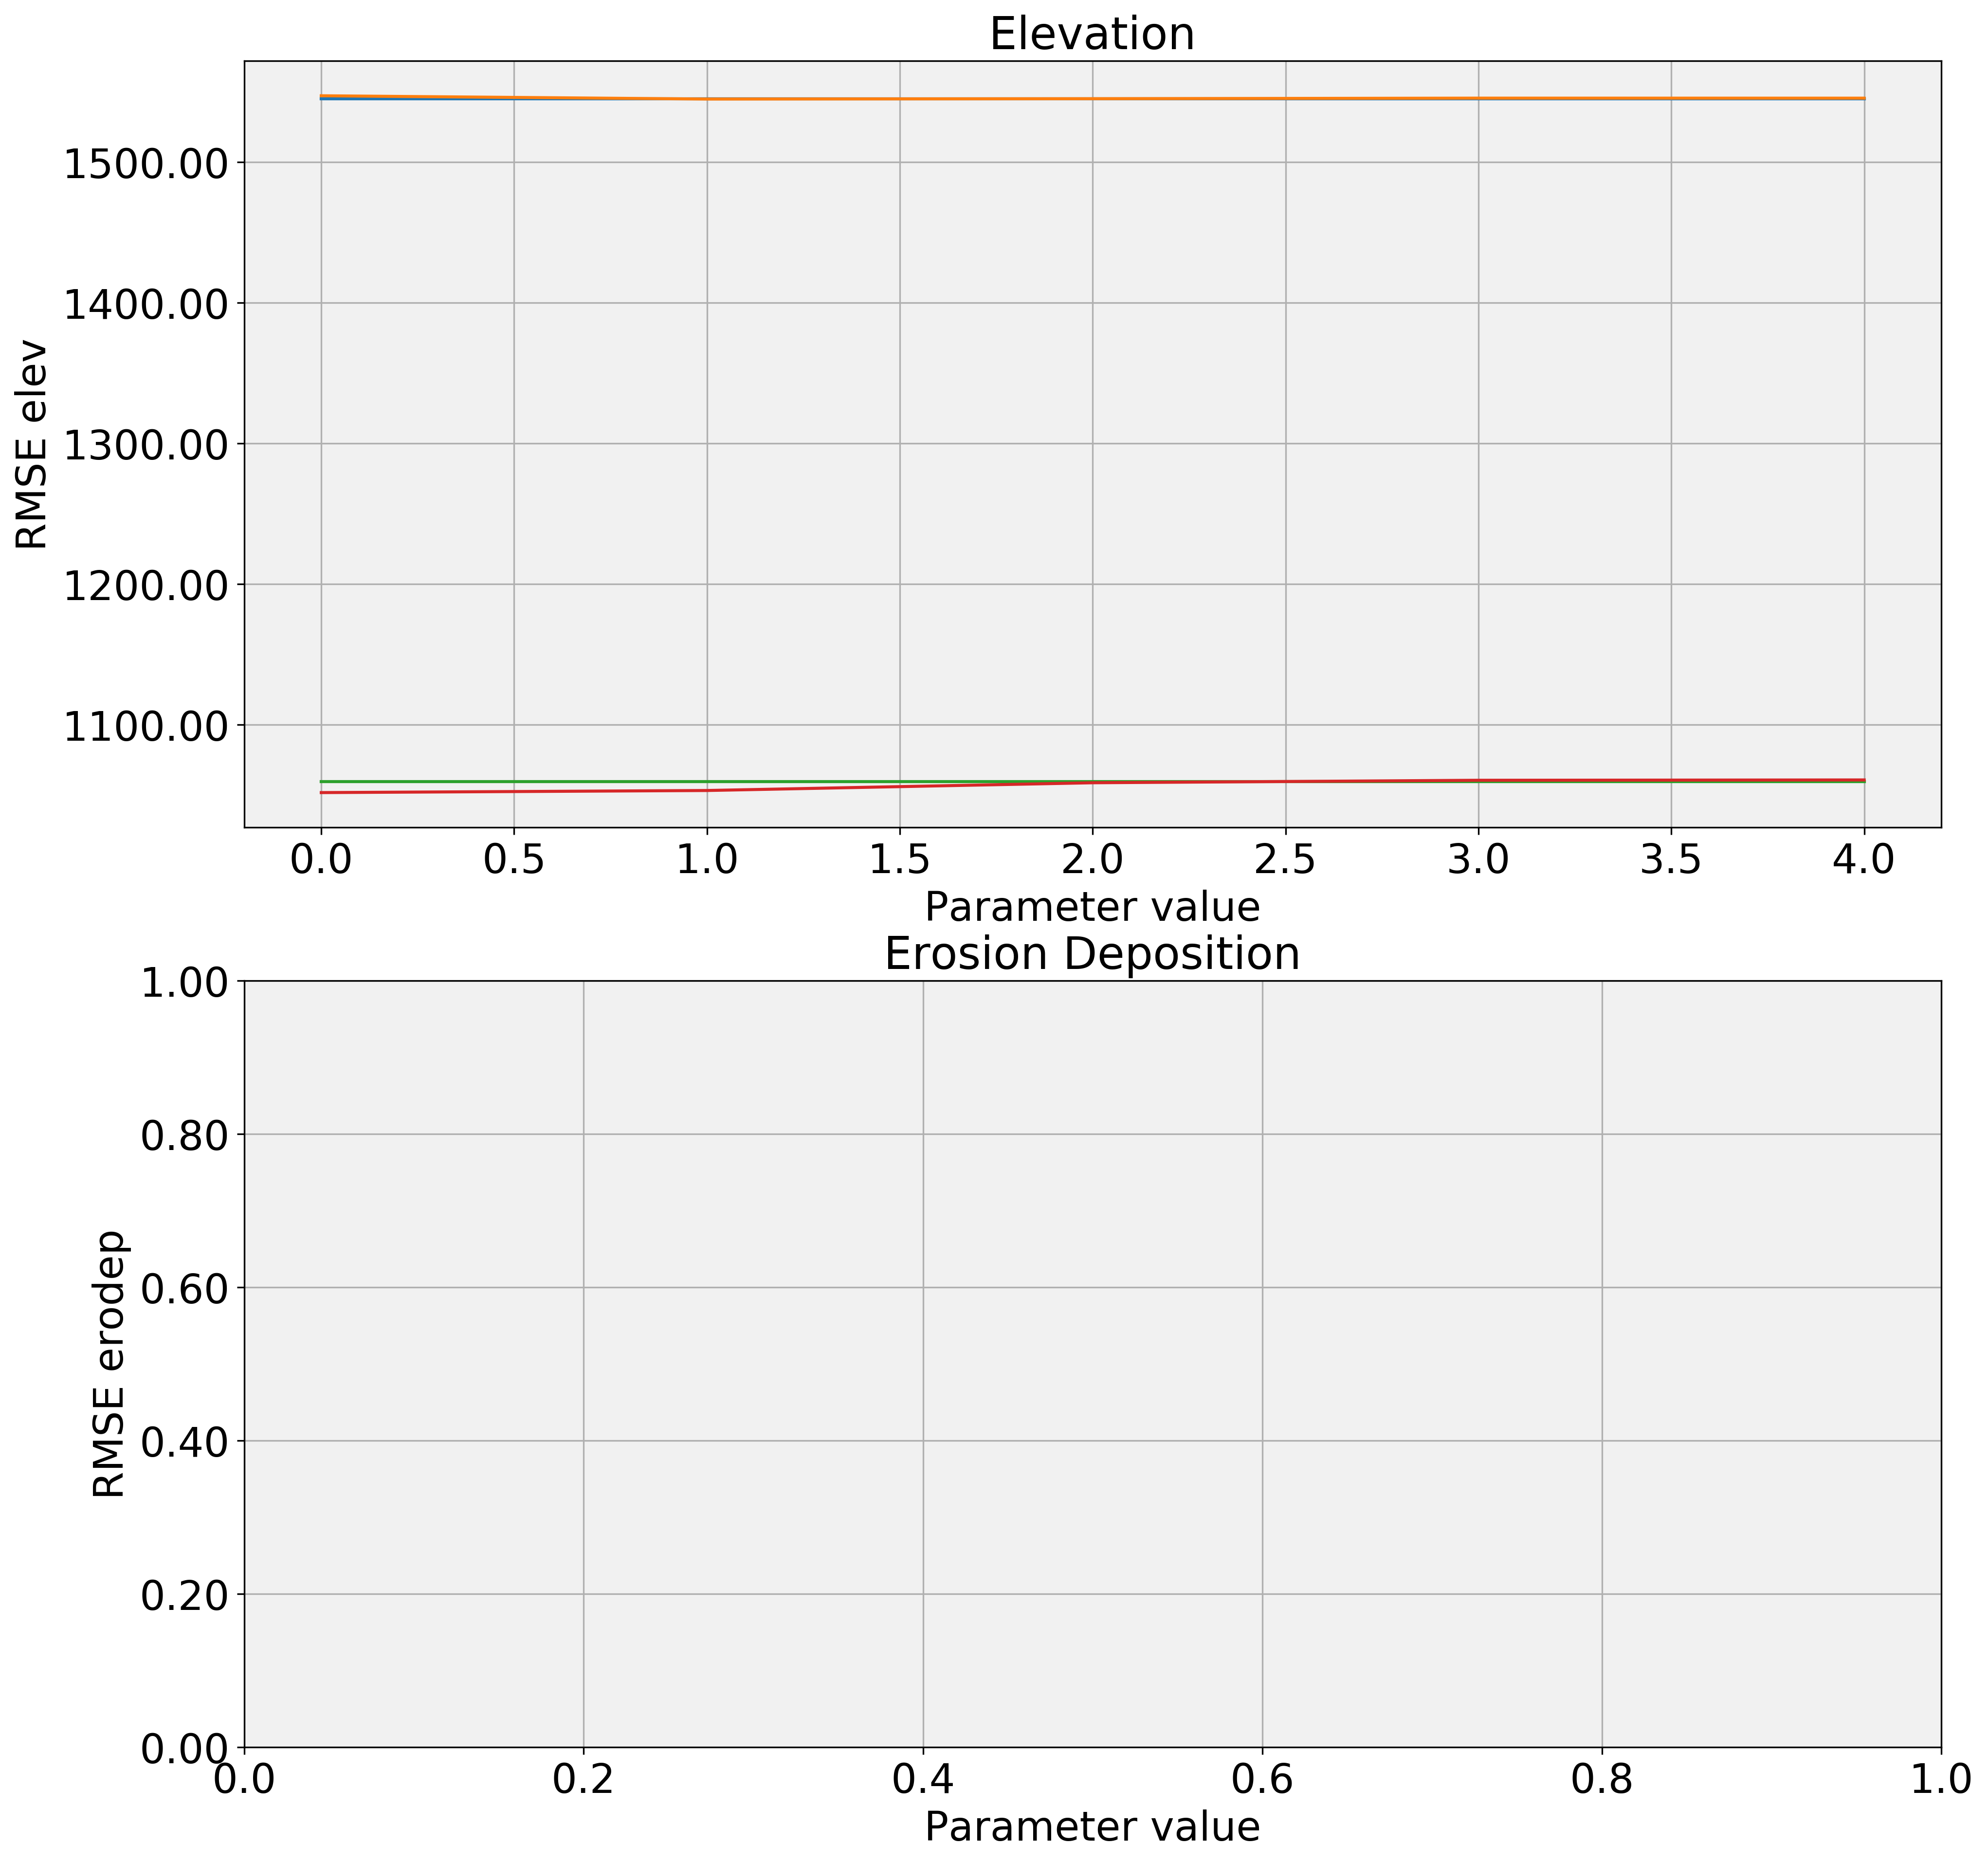 Elevation
1500.00
1400.00
1300.00
1200.00
1100.00
RMSE elev
0.0 0.5 1.0 1.5 2.0 2.5 3.0 3.5 4.0
Parameter value
Erosion Deposition
1.00
0.80
0.60
0.40
0.20
0.00
RMSE erodep
0.0 0.2 0.4 0.6 0.8 1.0
Parameter value